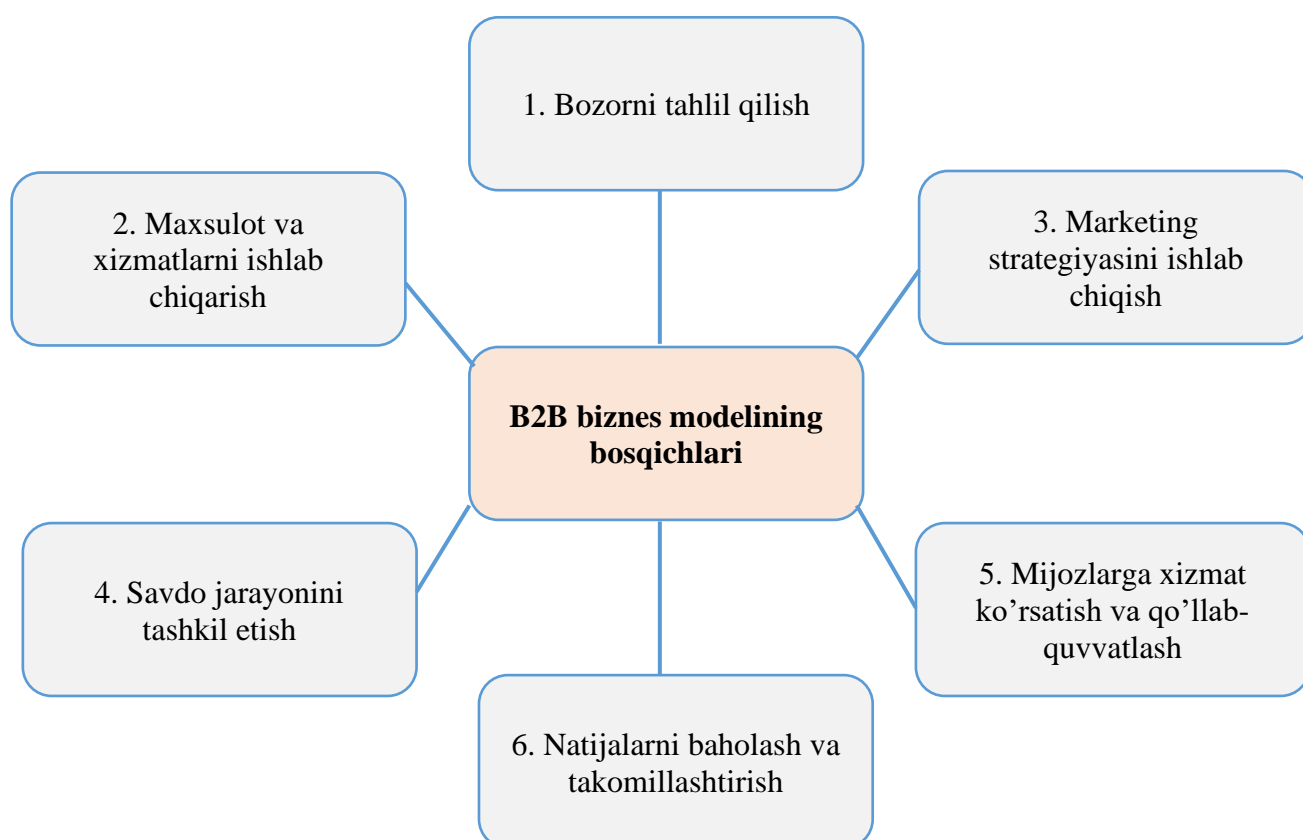 1. Bozorni tahlil qilish
2. Maxsulot va
xizmatlarni ishlab
chiqarish
3. Marketing
strategiyasini ishlab
chiqish
B2B biznes modelining
bosqichlari
4. Savdo jarayonini
tashkil etish
5. Mijozlarga xizmat
ko’rsatish va qo’llab-
quvvatlash
6. Natijalarni baholash va
takomillashtirish